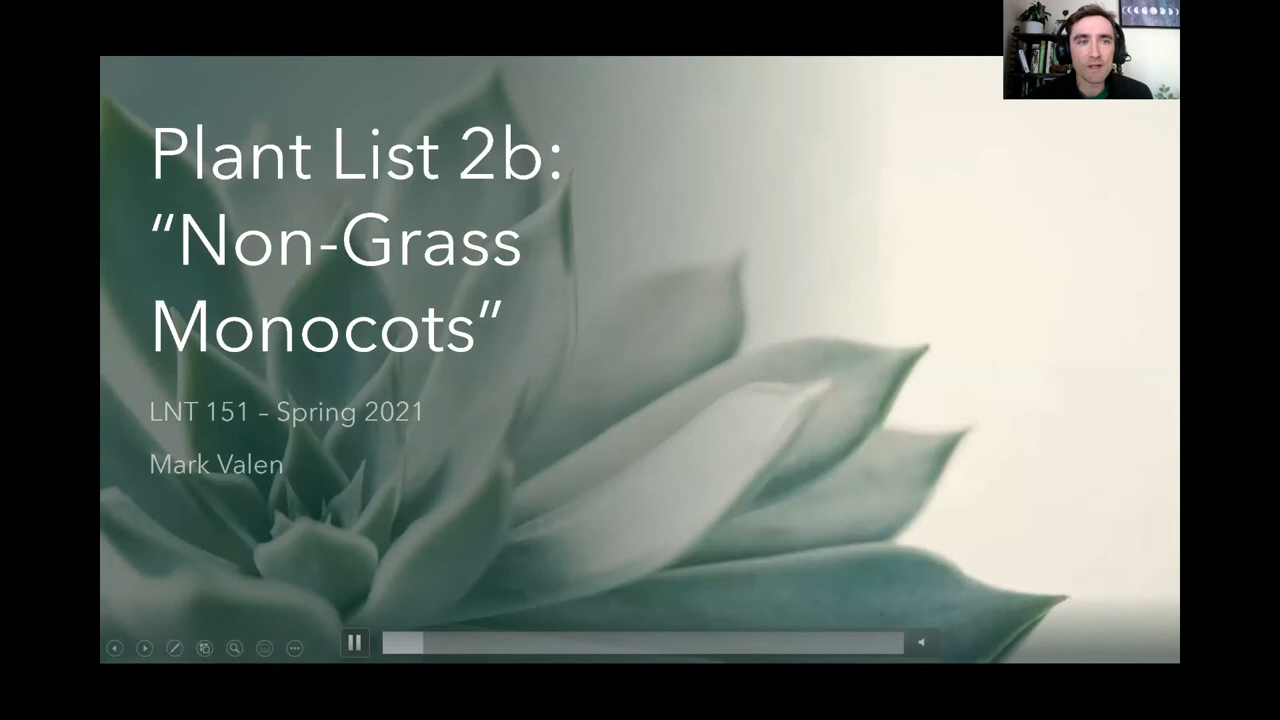 Plant List 2b:
“Non-Grass
Monocots”
LNT 151 – Spring 2021
Mark Valen